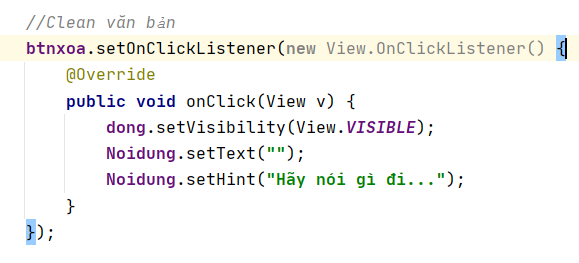 //Clean văn bản
btnxoa.setOnClickListener(new View.OnClickListener() {
@Override
public void onClick(View v) {
dong.setVisibility(View.VISIBLE);
Noidung.setText("");
Noidung.setHint("Hãy nói gì đi...");
}
});